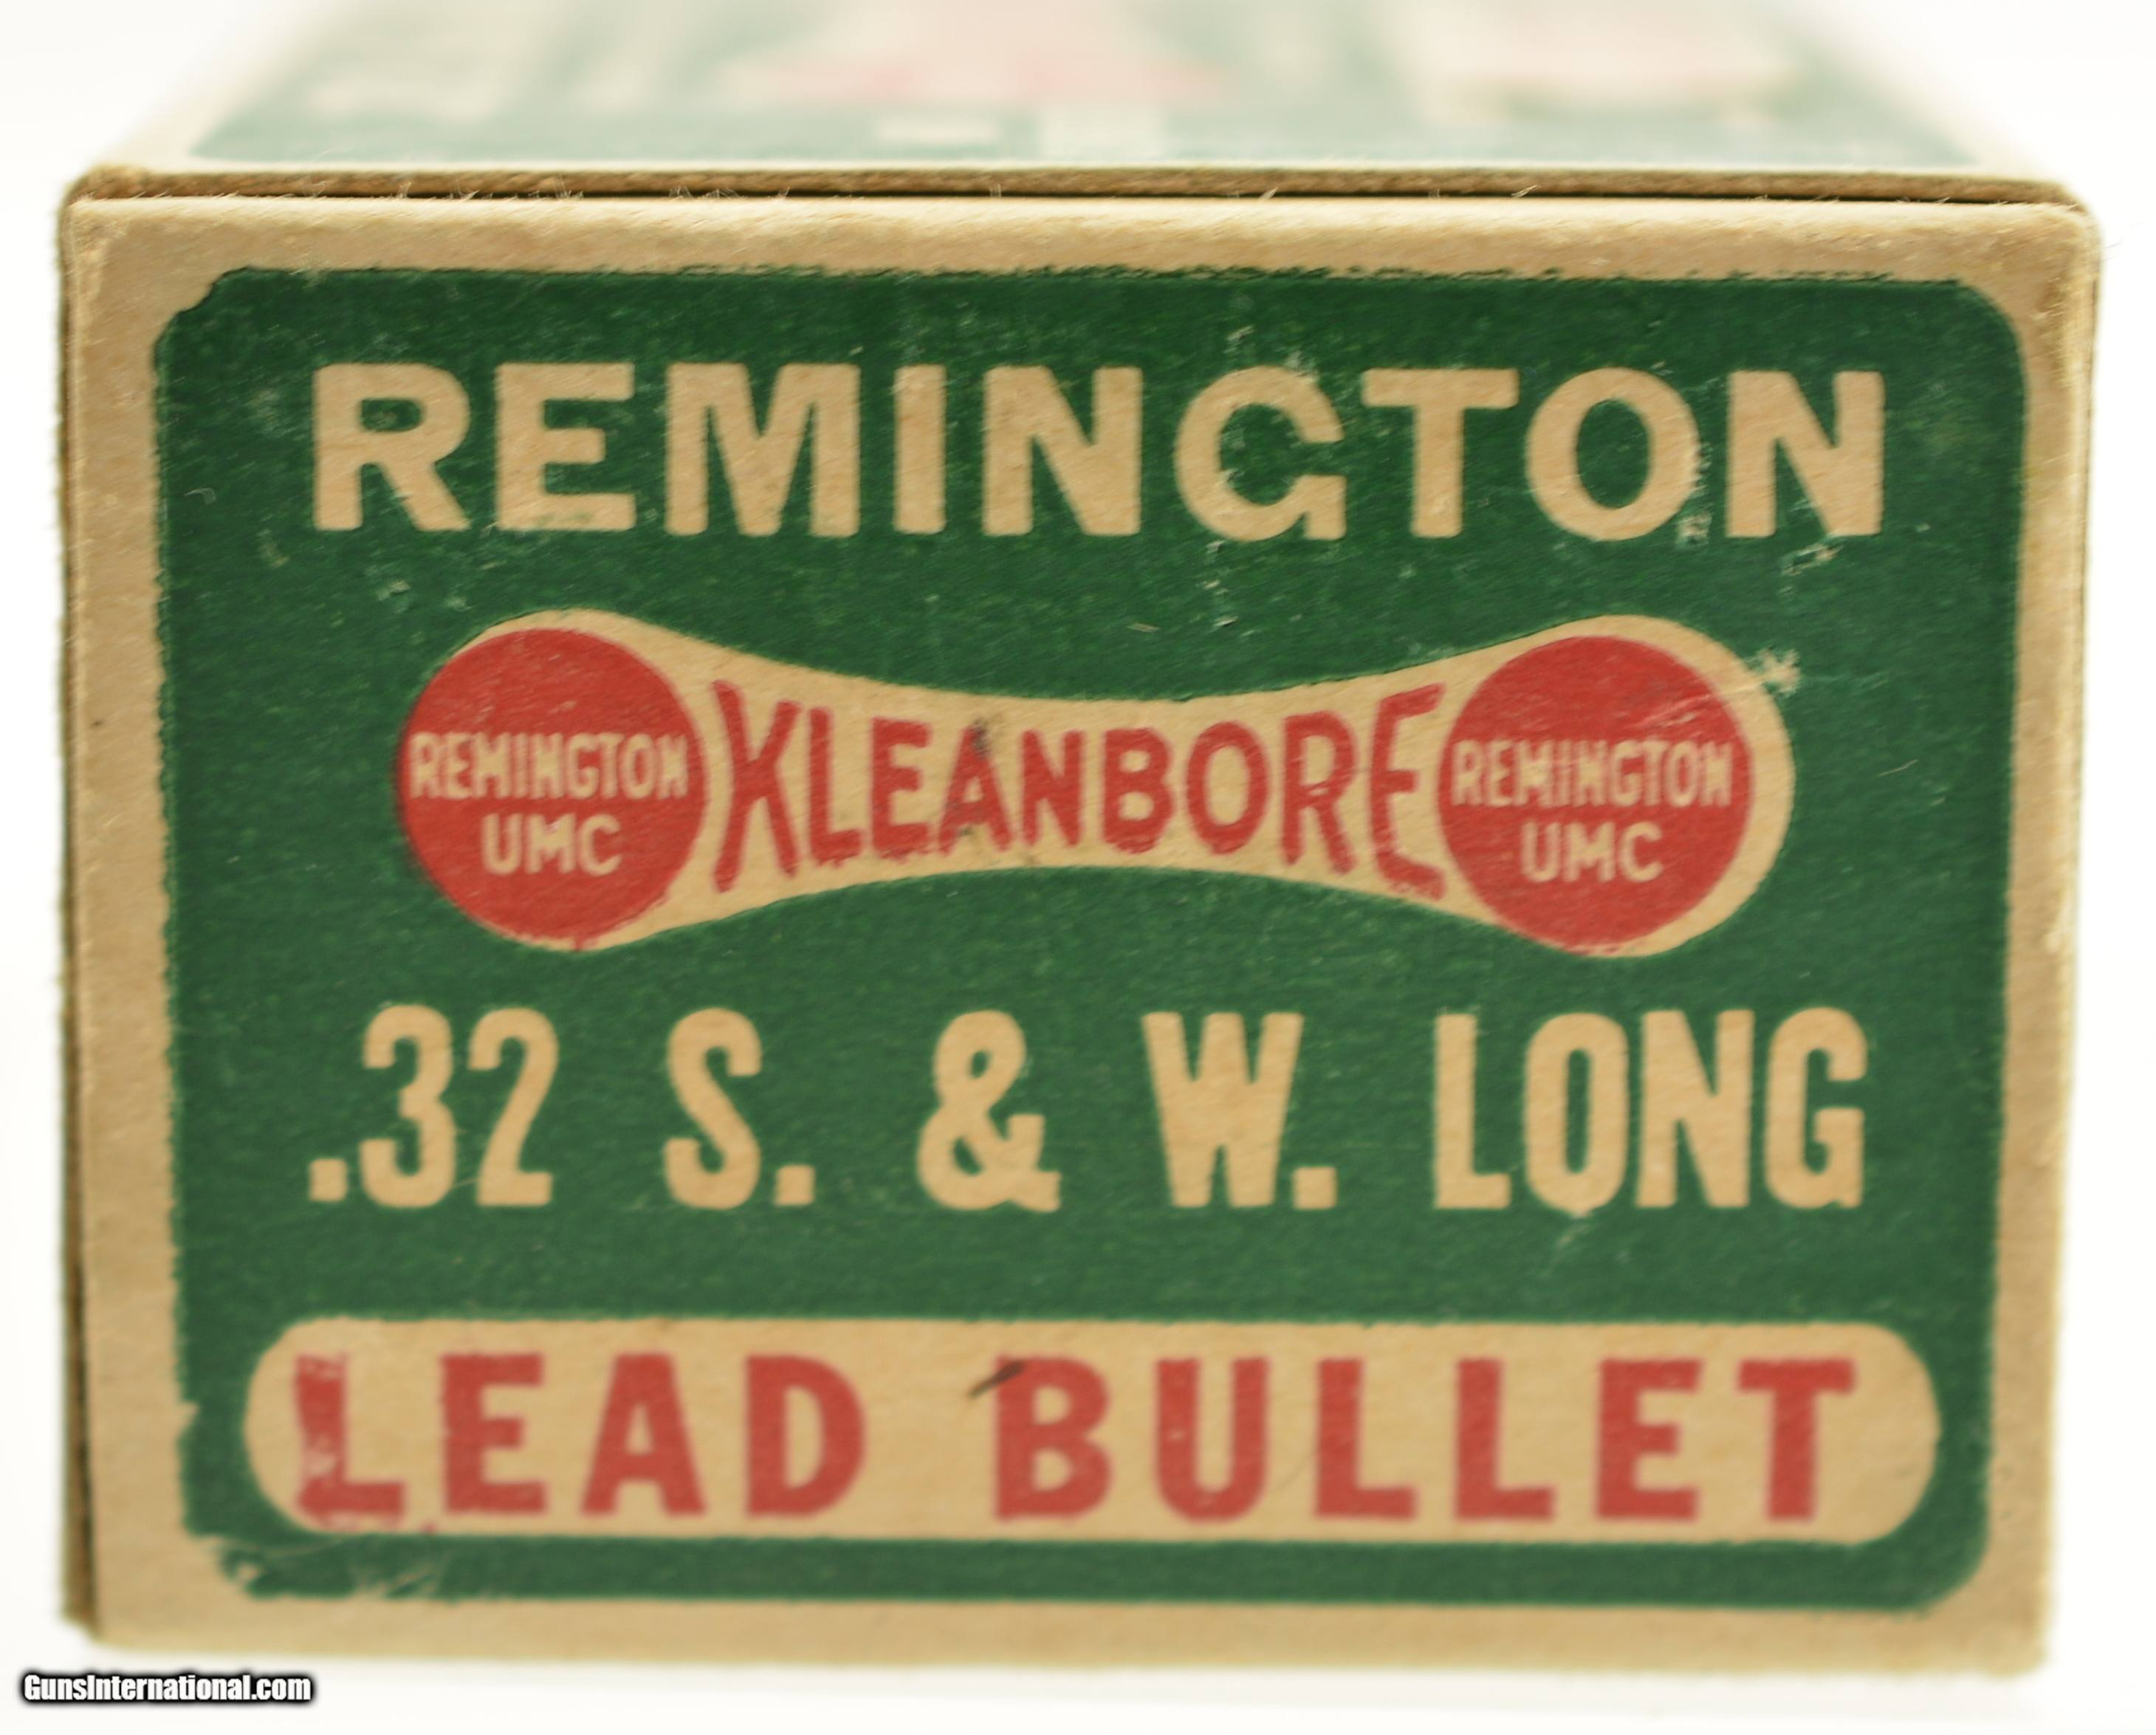 REMINGTON
REMINGTON
UMC
KLEANBORE
REMINGTON
UMC
.32 S. & W. LONG
LEAD BULLET
GunsInternational.com